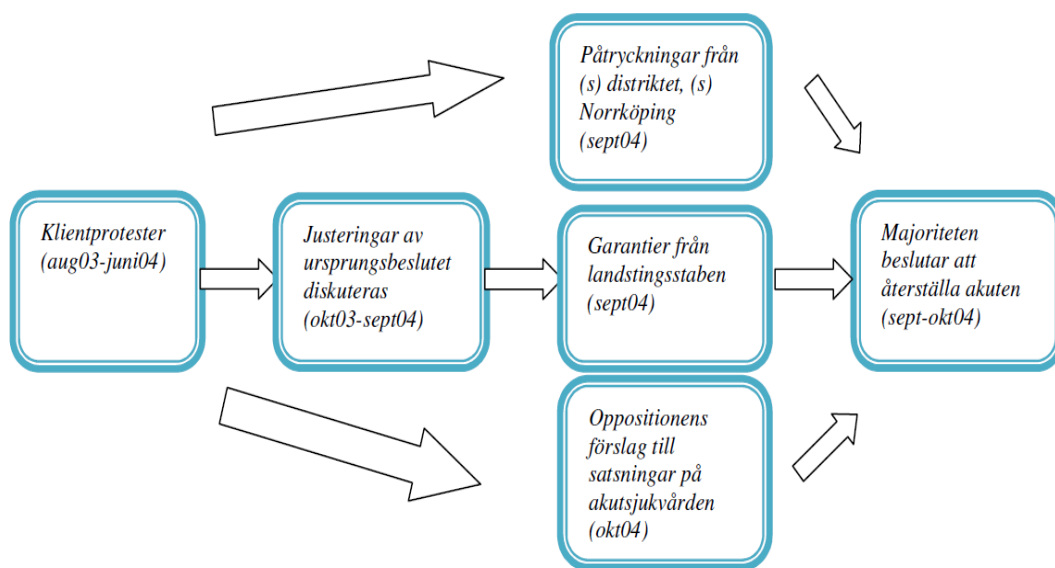 Klientprotester
(aug03-juni04)
Justeringar av
ursprungsbeslutet
diskuteras
(okt03-sept04)
Påtryckningar från
(s) distriktet, (s)
Norrköping
(sept04)
Garantier från
landstingsstaben
(sept04)
Oppositionens
förslag till
satsningar på
akutsjukvården
(okt04)
Majoriteten
beslutar att
återställa akuten
(sept-okt04)